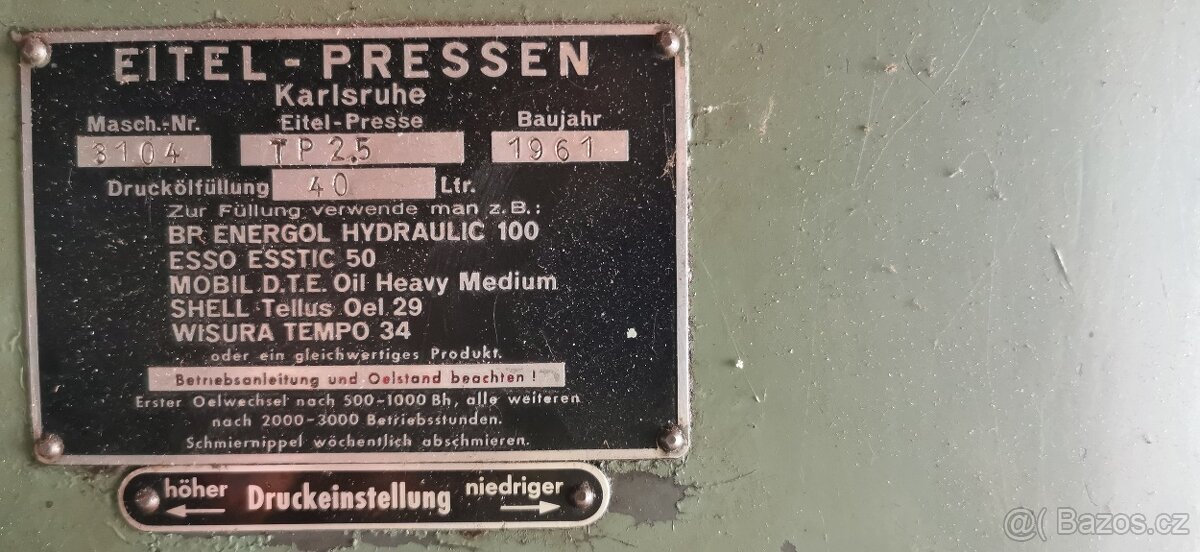 EITEL-PRESSEN
Karlsruhe
Masch.-Nr. Eitel-Presse Baujahr
3104 TP 2.5 1961
Druckölfüllung 40 Ltr.
Zur Füllung verwende man z.B.:
BP ENERGOL HYDRAULIC 100
ESSO ESSTIC 50
MOBIL D.T.E. Oil Heavy Medium
SHELL Tellus Oel 29
WISURA TEMPO 34
oder ein gleichwertiges Produkt.
Betriebsanleitung und Oelstand beachten!
Erster Oelwechsel nach 500-1000 Bh, alle weiteren
nach 2000-3000 Betriebsstunden.
Schmiernippel wöchentlich abschmieren.
höher Druckeinstellung niedriger
@( Bazos.cz